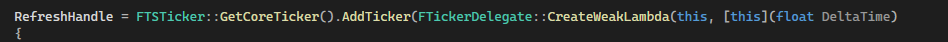 RefreshHandle = FTSTicker::GetCoreTicker().AddTicker(FTickerDelegate::CreateWeakLambda(this, [this](float DeltaTime)
{